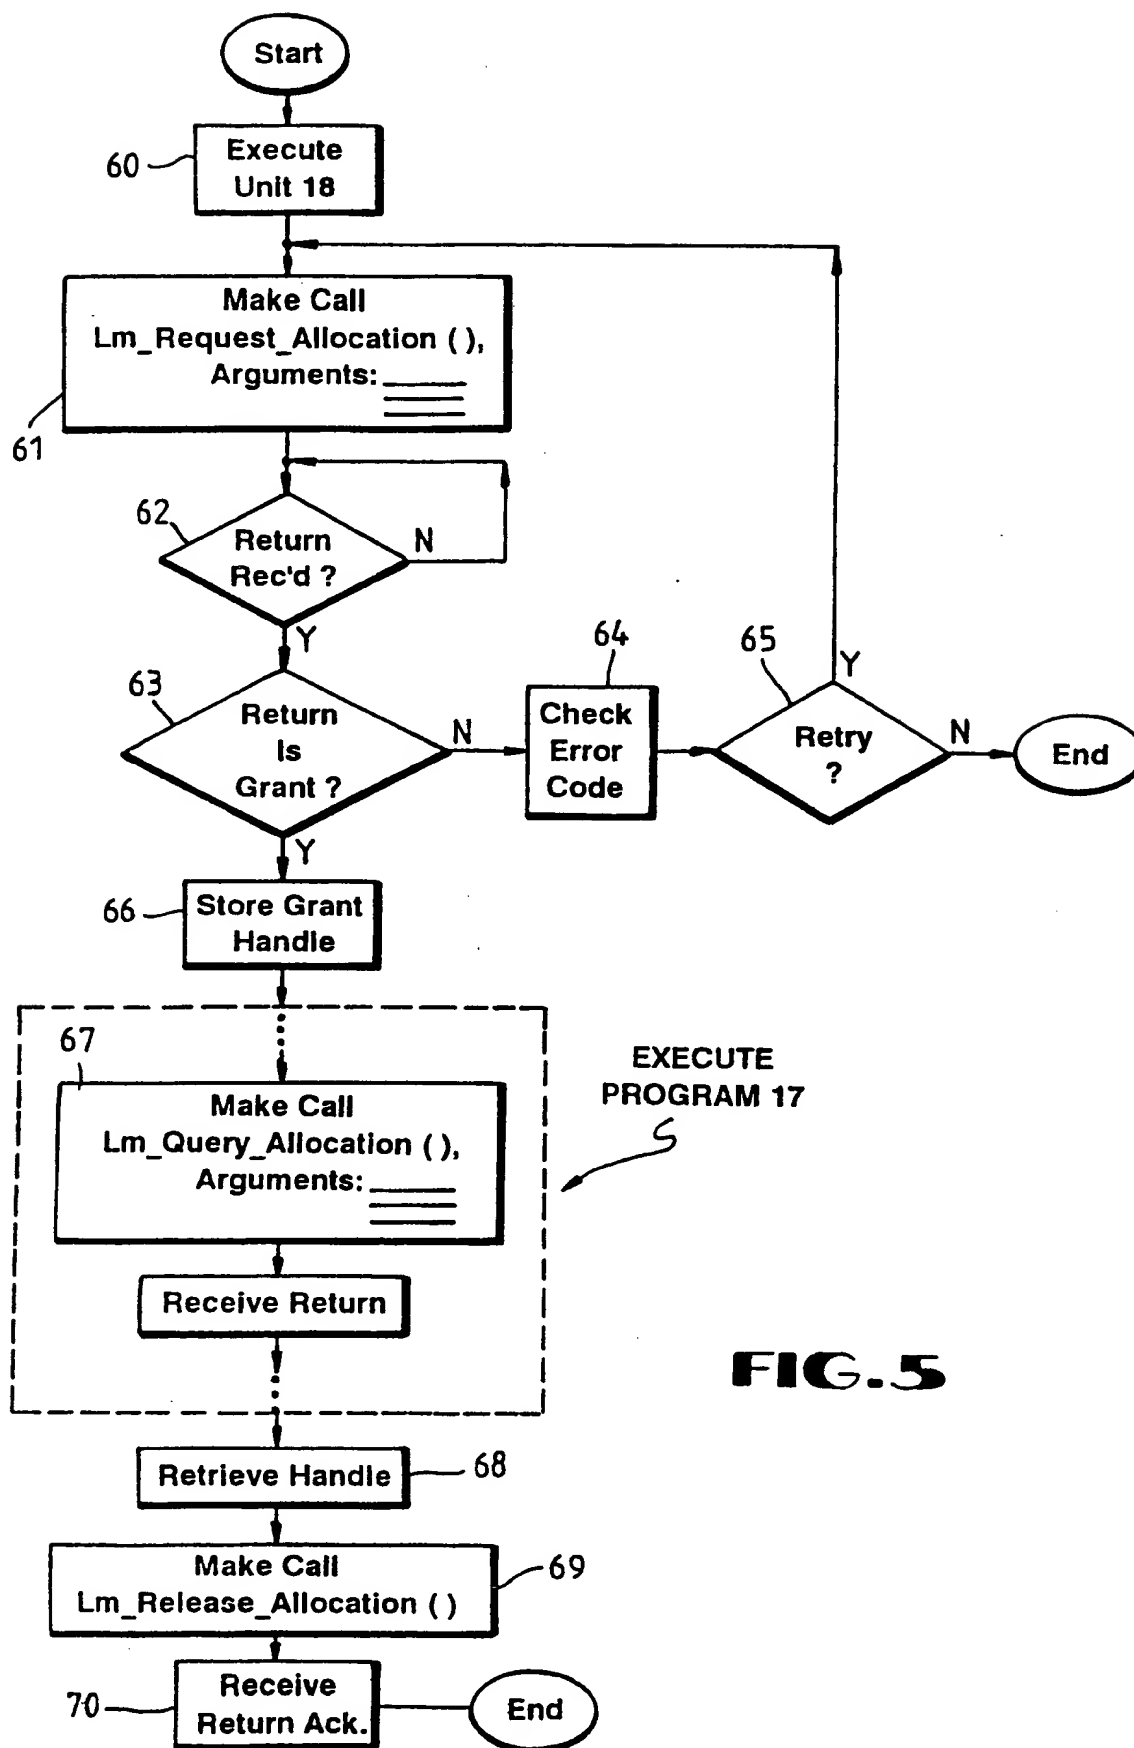 Start
60
Execute
Unit 18
Make Call
Lm_Request_Allocation ( ),
Arguments:
61
62
Return
Rec'd ?
N
Y
63
Return
Is
Grant ?
N
Y
64
Check
Error
Code
65
Retry
?
Y
N
End
66
Store Grant
Handle
67
Make Call
Lm_Query_Allocation ( ),
Arguments:
Receive Return
EXECUTE
PROGRAM 17
FIG.5
Retrieve Handle
68
Make Call
Lm_Release_Allocation ( )
69
70
Receive
Return Ack.
End